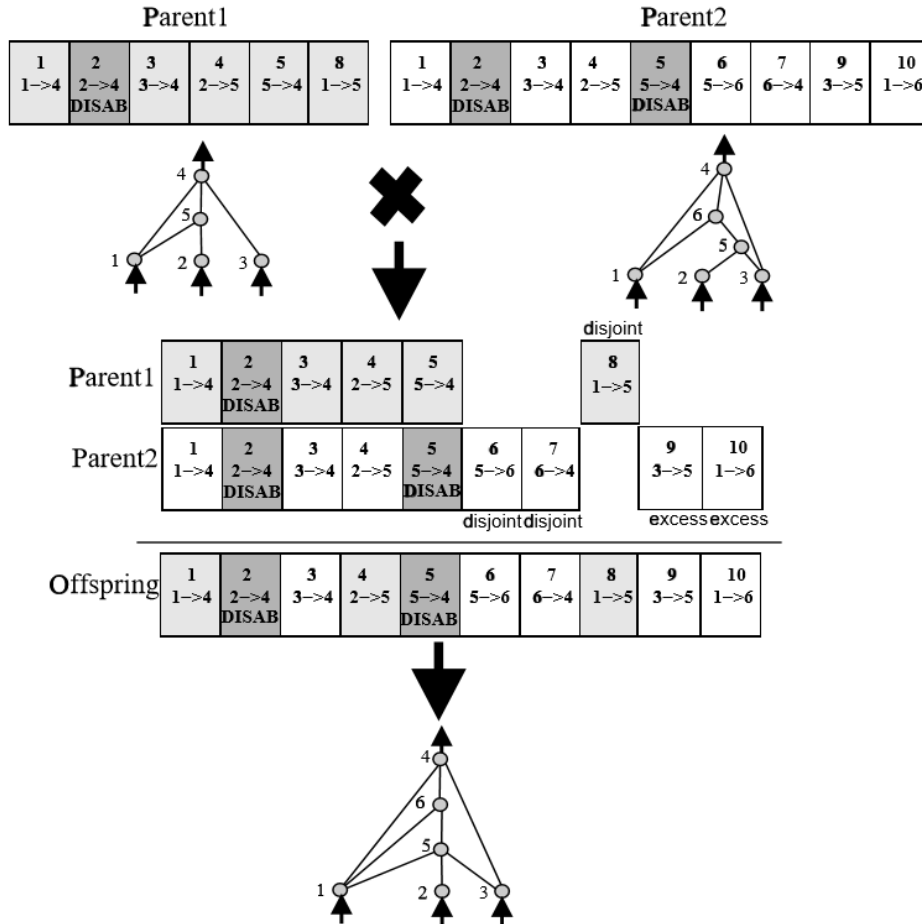 Parent1
Parent2
1 2 3 4 5 8
1->4 2->4 3->4 2->5 5->4 1->5
DISAB
1 2 3 4 5 6 7 9 10
1->4 2->4 3->4 2->5 5->4 5->6 6->4 3->5 1->6
DISAB DISAB
4
5
1 2 3
4
6
5
1 2 3
disjoint
Parent1
1 2 3 4 5 8
1->4 2->4 3->4 2->5 5->4 1->5
DISAB
Parent2
1 2 3 4 5 6 7 9 10
1->4 2->4 3->4 2->5 5->4 5->6 6->4 3->5 1->6
DISAB DISAB
disjoint disjoint excess excess
Offspring
1 2 3 4 5 6 7 8 9 10
1->4 2->4 3->4 2->5 5->4 5->6 6->4 1->5 3->5 1->6
DISAB DISAB
4
6
5
1 2 3